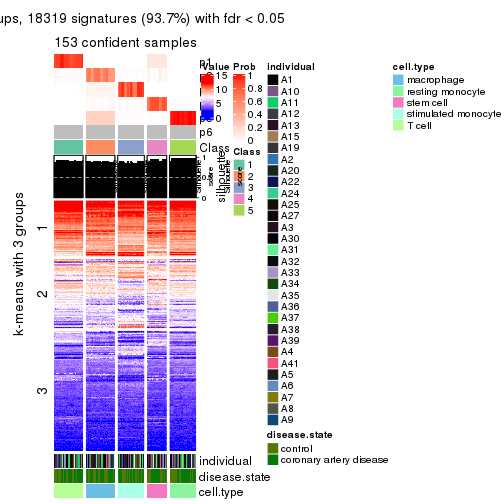 ups, 18319 signatures (93.7%) with fdr < 0.05
153 confident samples
p1
p6
Class
silhouette score
k-means with 3 groups
1
2
3
individual
disease.state
cell.type
Value
15
10
5
0
Prob
1
0.8
0.6
0.4
0.2
0
Class
1
2
3
4
5
individual
A1
A10
A11
A12
A13
A15
A19
A2
A20
A22
A24
A25
A27
A3
A30
A31
A32
A33
A34
A35
A36
A37
A38
A39
A4
A41
A5
A6
A7
A8
A9
disease.state
control
coronary artery disease
cell.type
macrophage
resting monocyte
stem cell
stimulated monocyte
T cell